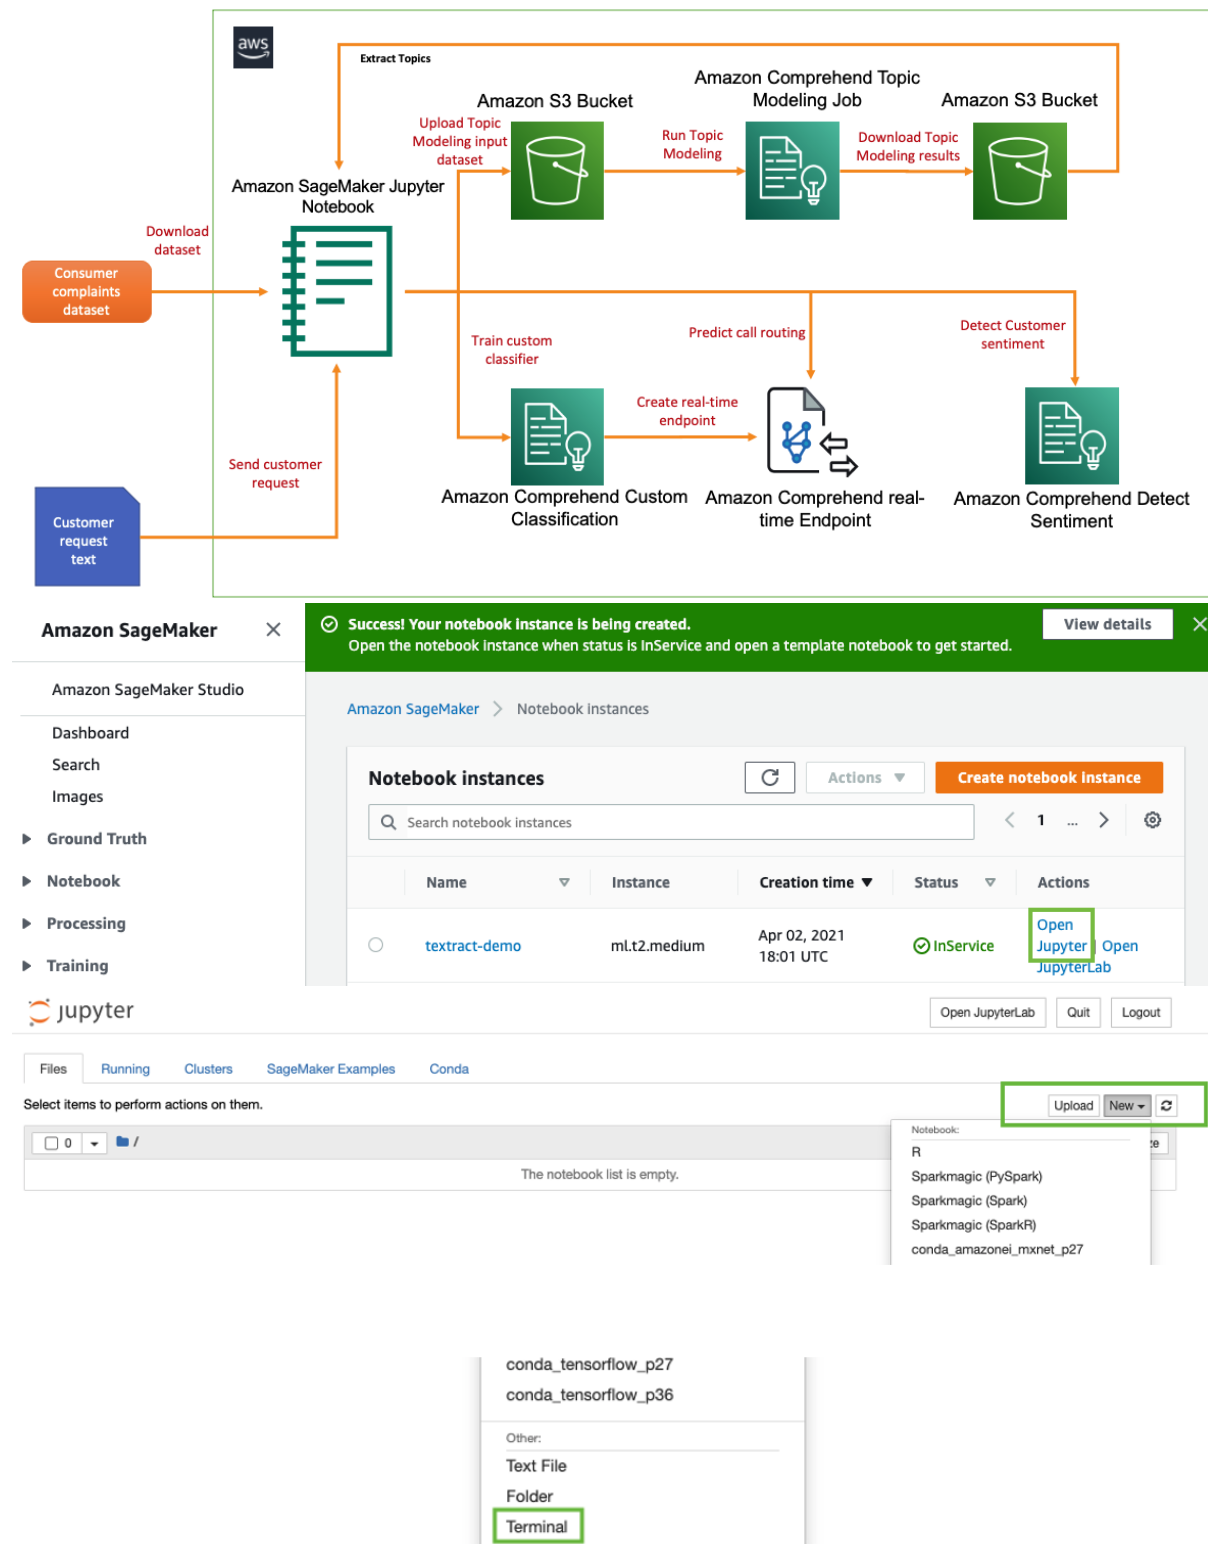 aws
Extract Topics
Amazon S3 Bucket
Amazon Comprehend Topic
Modeling Job
Amazon S3 Bucket
Upload Topic
Modeling input
dataset
Run Topic
Modeling
Download Topic
Modeling results
Amazon SageMaker Jupyter
Notebook
Download
dataset
Consumer
complaints
dataset
Train custom
classifier
Predict call routing
Detect Customer
sentiment
Create real-time
endpoint
Send customer
request
Customer
request
text
Amazon Comprehend Custom
Classification
Amazon Comprehend real-
time Endpoint
Amazon Comprehend Detect
Sentiment
Amazon SageMaker
Success! Your notebook instance is being created.
Open the notebook instance when status is InService and open a template notebook to get started.
View details
Amazon SageMaker Studio
Dashboard
Search
Images
Ground Truth
Notebook
Processing
Training
Amazon SageMaker > Notebook instances
Notebook instances
Actions
Create notebook instance
Search notebook instances
1 ...
Name Instance Creation time Status Actions
textract-demo ml.t2.medium Apr 02, 2021
18:01 UTC
InService
Open
Jupyter | Open
JupyterLab
jupyter
Open JupyterLab Quit Logout
Files Running Clusters SageMaker Examples Conda
Select items to perform actions on them.
Upload New
0 /
The notebook list is empty.
Notebook:
R
Sparkmagic (PySpark)
Sparkmagic (Spark)
Sparkmagic (SparkR)
conda_amazonei_mxnet_p27
conda_tensorflow_p27
conda_tensorflow_p36
Other:
Text File
Folder
Terminal